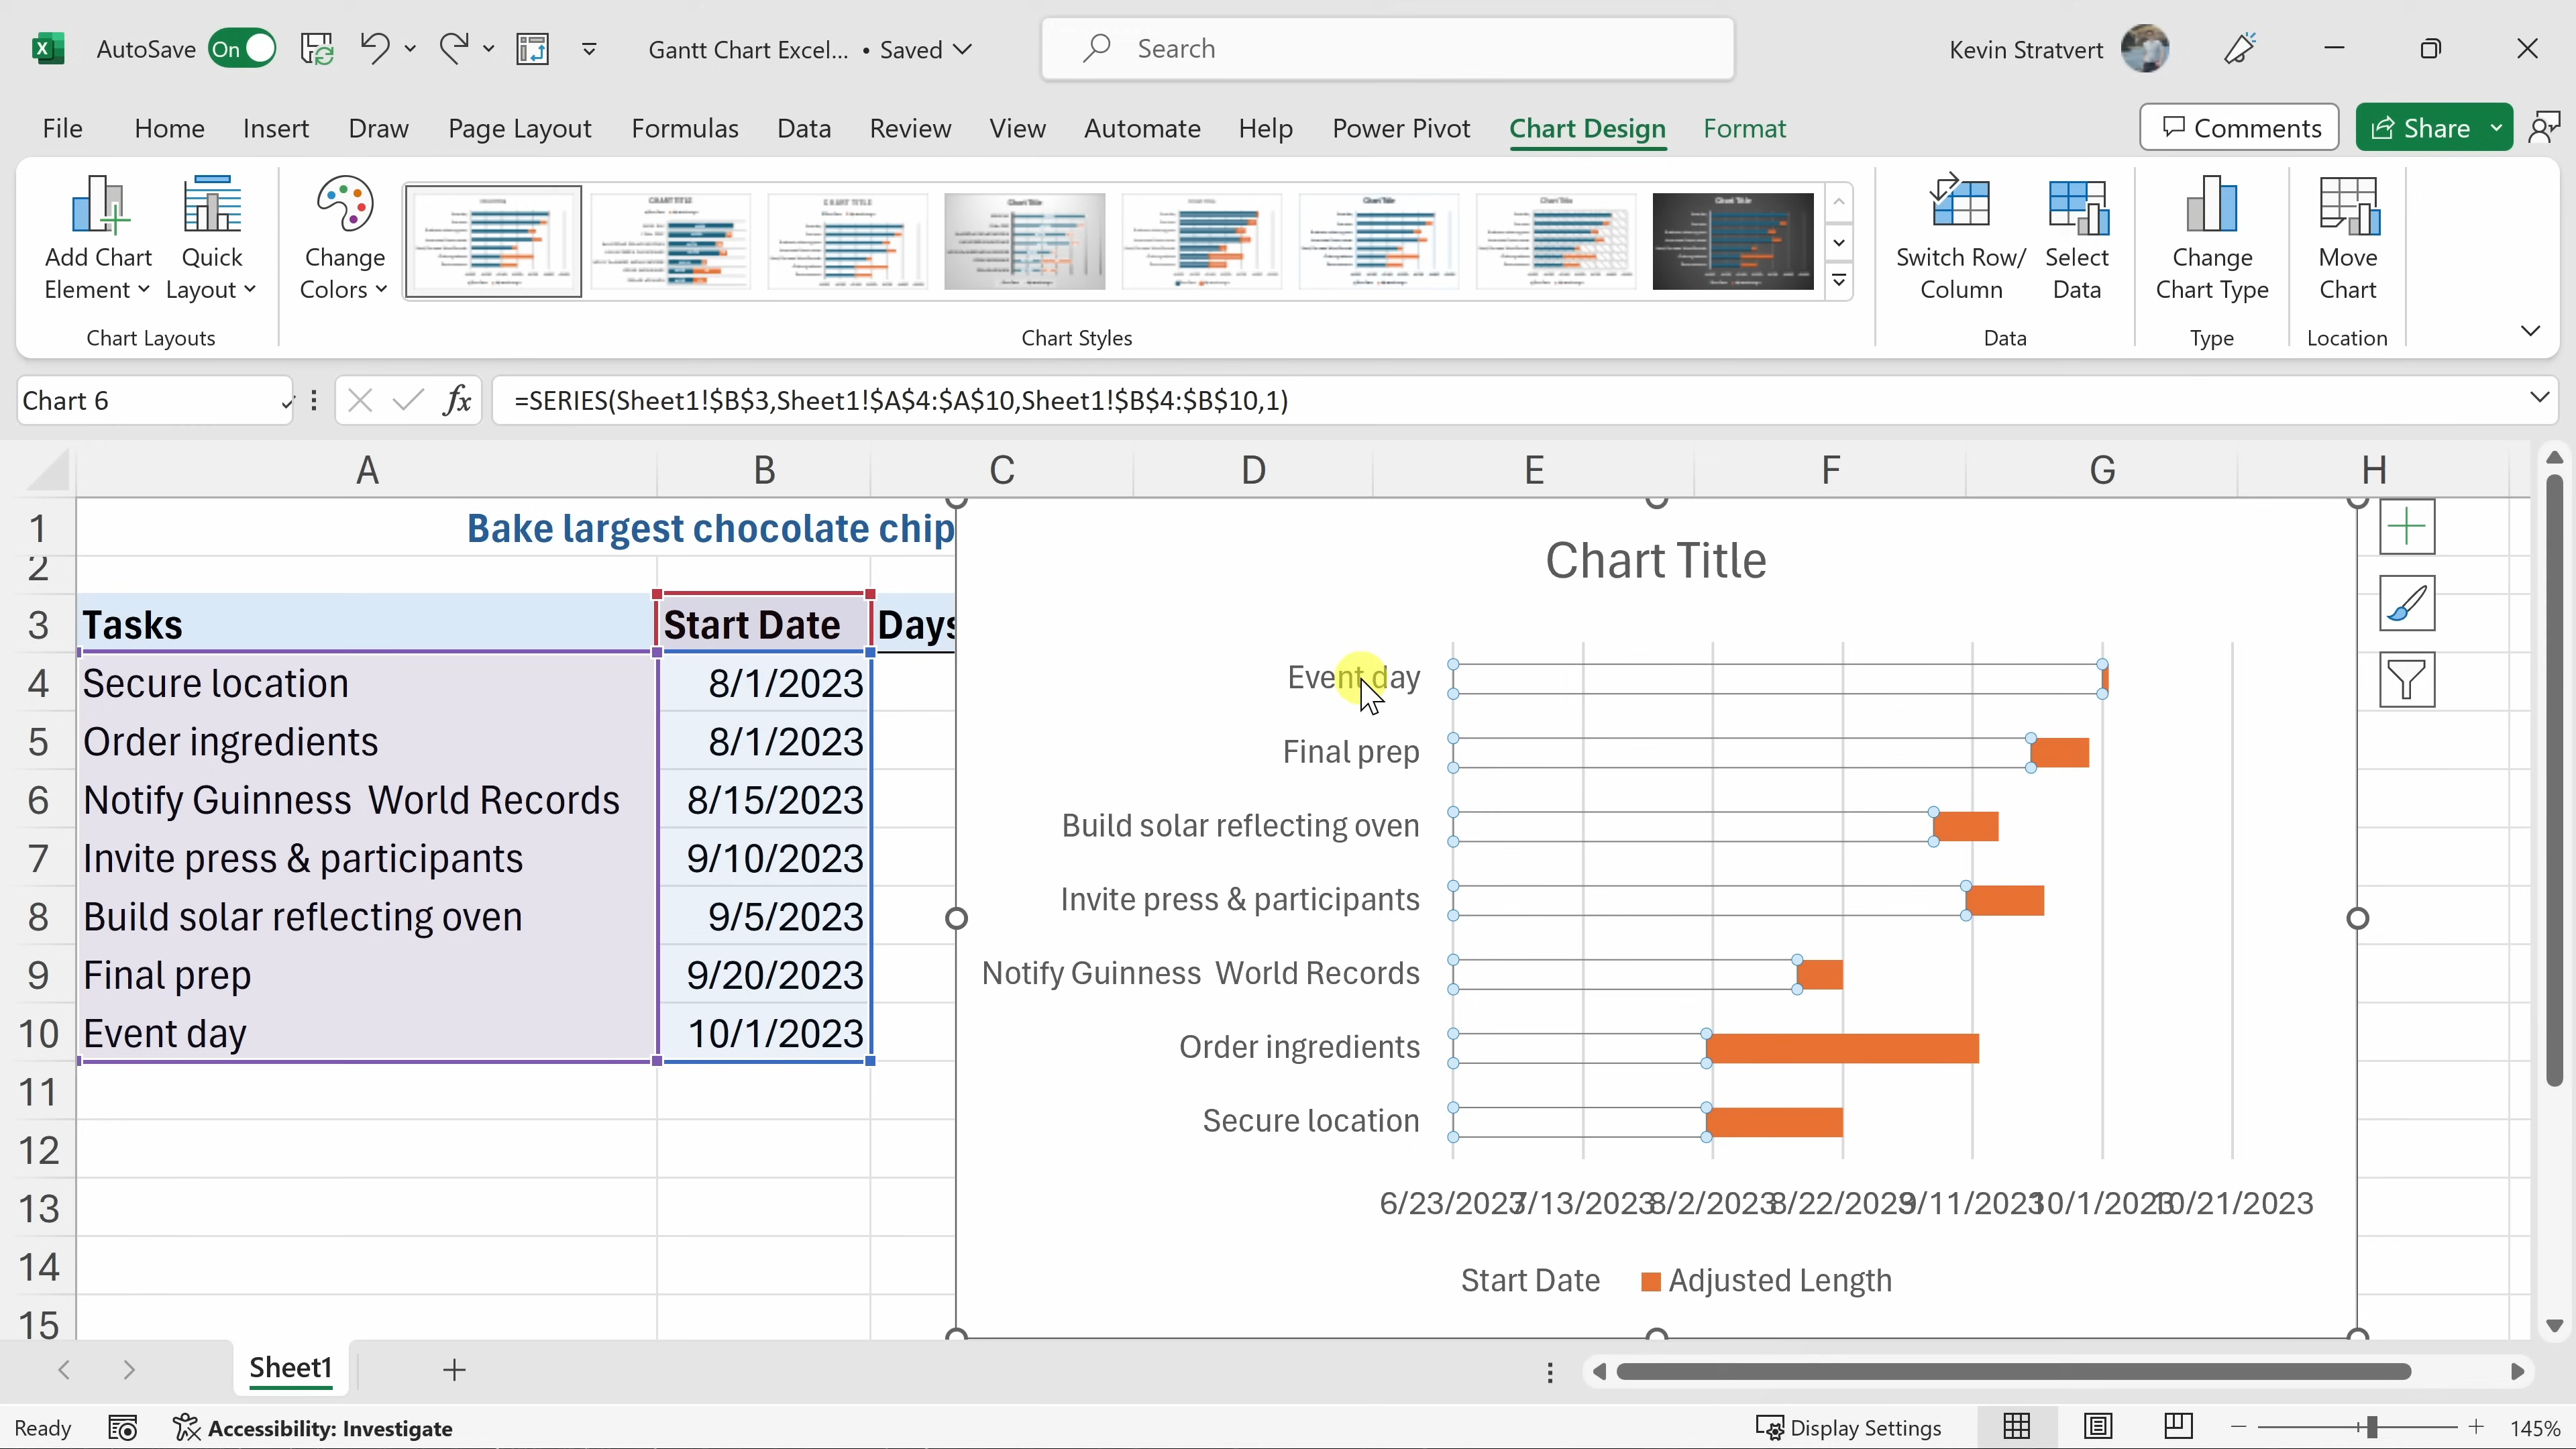 AutoSave On Gantt Chart Excel... • Saved Search Kevin Stratvert
File Home Insert Draw Page Layout Formulas Data Review View Automate Help Power Pivot Chart Design Format Comments Share
Add Chart Element Quick Layout Change Colors Switch Row/ Column Select Data Change Chart Type Move Chart
Chart Layouts Chart Styles Data Type Location
Chart 6 fx =SERIES(Sheet1!$B$3,Sheet1!$A$4:$A$10,Sheet1!$B$4:$B$10,1)
A B C D E F G H
1 Bake largest chocolate chip
2
3 Tasks Start Date Days
4 Secure location 8/1/2023
5 Order ingredients 8/1/2023
6 Notify Guinness World Records 8/15/2023
7 Invite press & participants 9/10/2023
8 Build solar reflecting oven 9/5/2023
9 Final prep 9/20/2023
10 Event day 10/1/2023
11
12
13
14
15
Chart Title
Event day
Final prep
Build solar reflecting oven
Invite press & participants
Notify Guinness World Records
Order ingredients
Secure location
6/23/2023 7/13/2023 8/2/2023 8/22/2023 9/11/2023 10/1/2023 10/21/2023
Start Date Adjusted Length
Sheet1
Ready Accessibility: Investigate Display Settings 145%